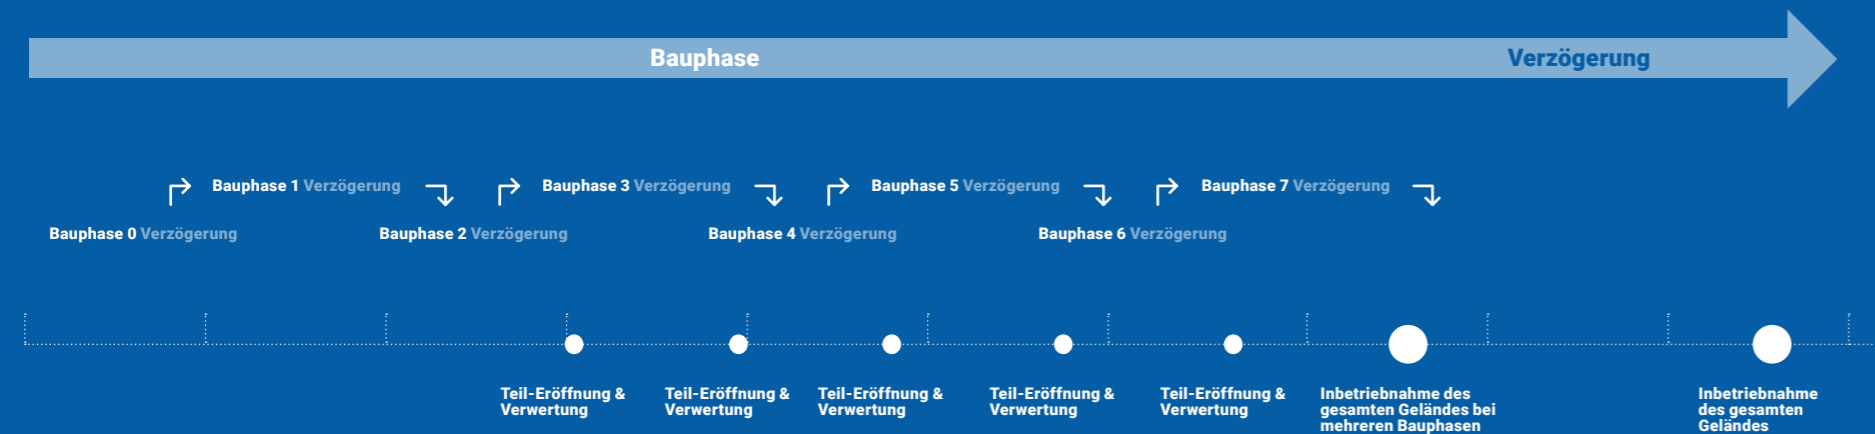 Bauphase Verzögerung
Bauphase 1 Verzögerung
Bauphase 3 Verzögerung
Bauphase 5 Verzögerung
Bauphase 7 Verzögerung
Bauphase 0 Verzögerung
Bauphase 2 Verzögerung
Bauphase 4 Verzögerung
Bauphase 6 Verzögerung
Teil-Eröffnung &
Verwertung
Teil-Eröffnung &
Verwertung
Teil-Eröffnung &
Verwertung
Teil-Eröffnung &
Verwertung
Teil-Eröffnung &
Verwertung
Inbetriebnahme des
gesamten Geländes bei
mehreren Bauphasen
Inbetriebnahme
des gesamten
Geländes